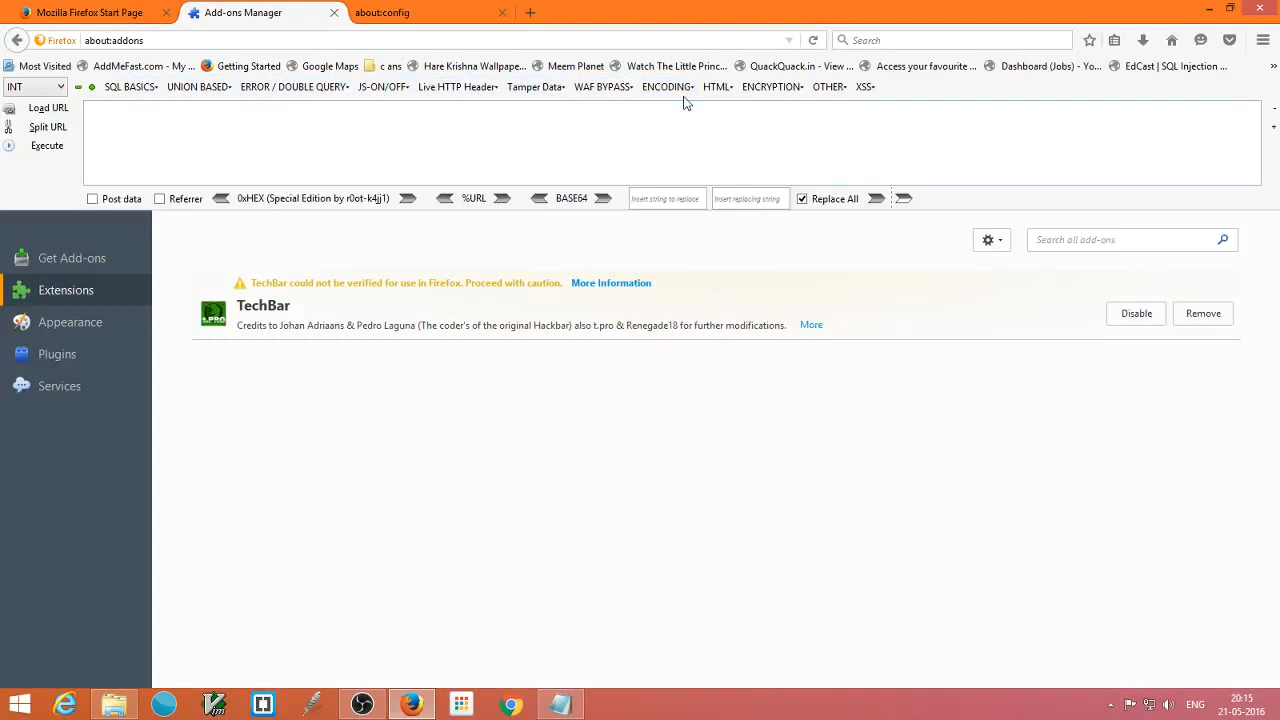 Mozilla Firefox Start Page
Add-ons Manager
about:config
Firefox about:addons Search
Most Visited AddMeFast.com - My ... Getting Started Google Maps c ans Hare Krishna Wallpape... Meem Planet Watch The Little Princ... QuackQuack.in - View ... Access your favourite ... Dashboard (Jobs) - Yo... EdCast | SQL Injection ...
INT SQL BASICS UNION BASED ERROR / DOUBLE QUERY JS-ON/OFF Live HTTP Header Tamper Data WAF BYPASS ENCODING HTML ENCRYPTION OTHER XSS
Load URL
Split URL
Execute
Post data Referrer 0xHEX (Special Edition by r0ot-k4jj1) %URL BASE64 Insert string to replace Insert replacing string Replace All
Get Add-ons
Extensions
Appearance
Plugins
Services
Search all add-ons
TechBar could not be verified for use in Firefox. Proceed with caution. More Information
t.PRO
TechBar
Credits to Johan Adriaans & Pedro Laguna (The coder's of the original Hackbar) also t.pro & Renegade18 for further modifications. More
Disable Remove
ENG
20:15
21-05-2016